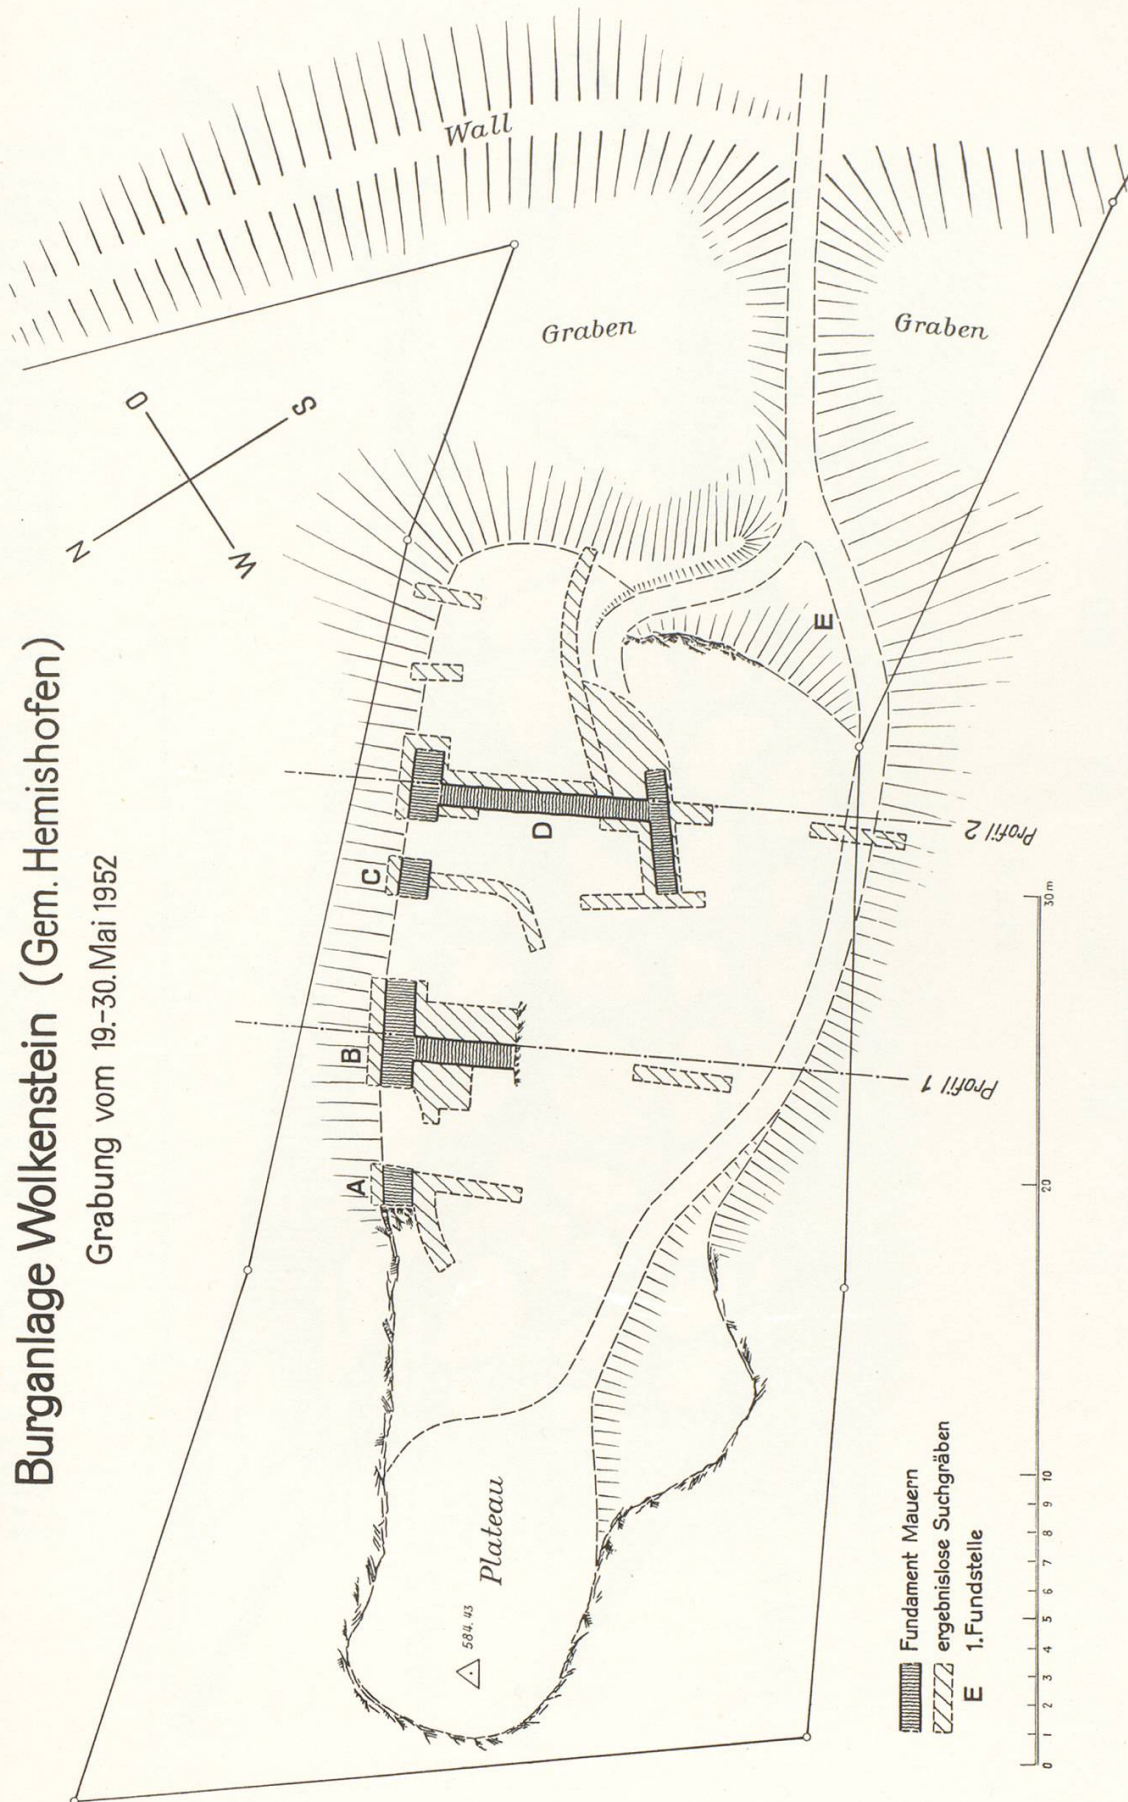 Burganlage Wolkenstein (Gem. Hemishofen)
Grabung vom 19.-30. Mai 1952
Wall
Graben
Graben
N
O
S
W
A
B
C
D
E
Profil 1
Profil 2
Plateau
584.43
Fundament Mauern
ergebnislose Suchgräben
E 1. Fundstelle
0 1 2 3 4 5 6 7 8 9 10 20 30 m